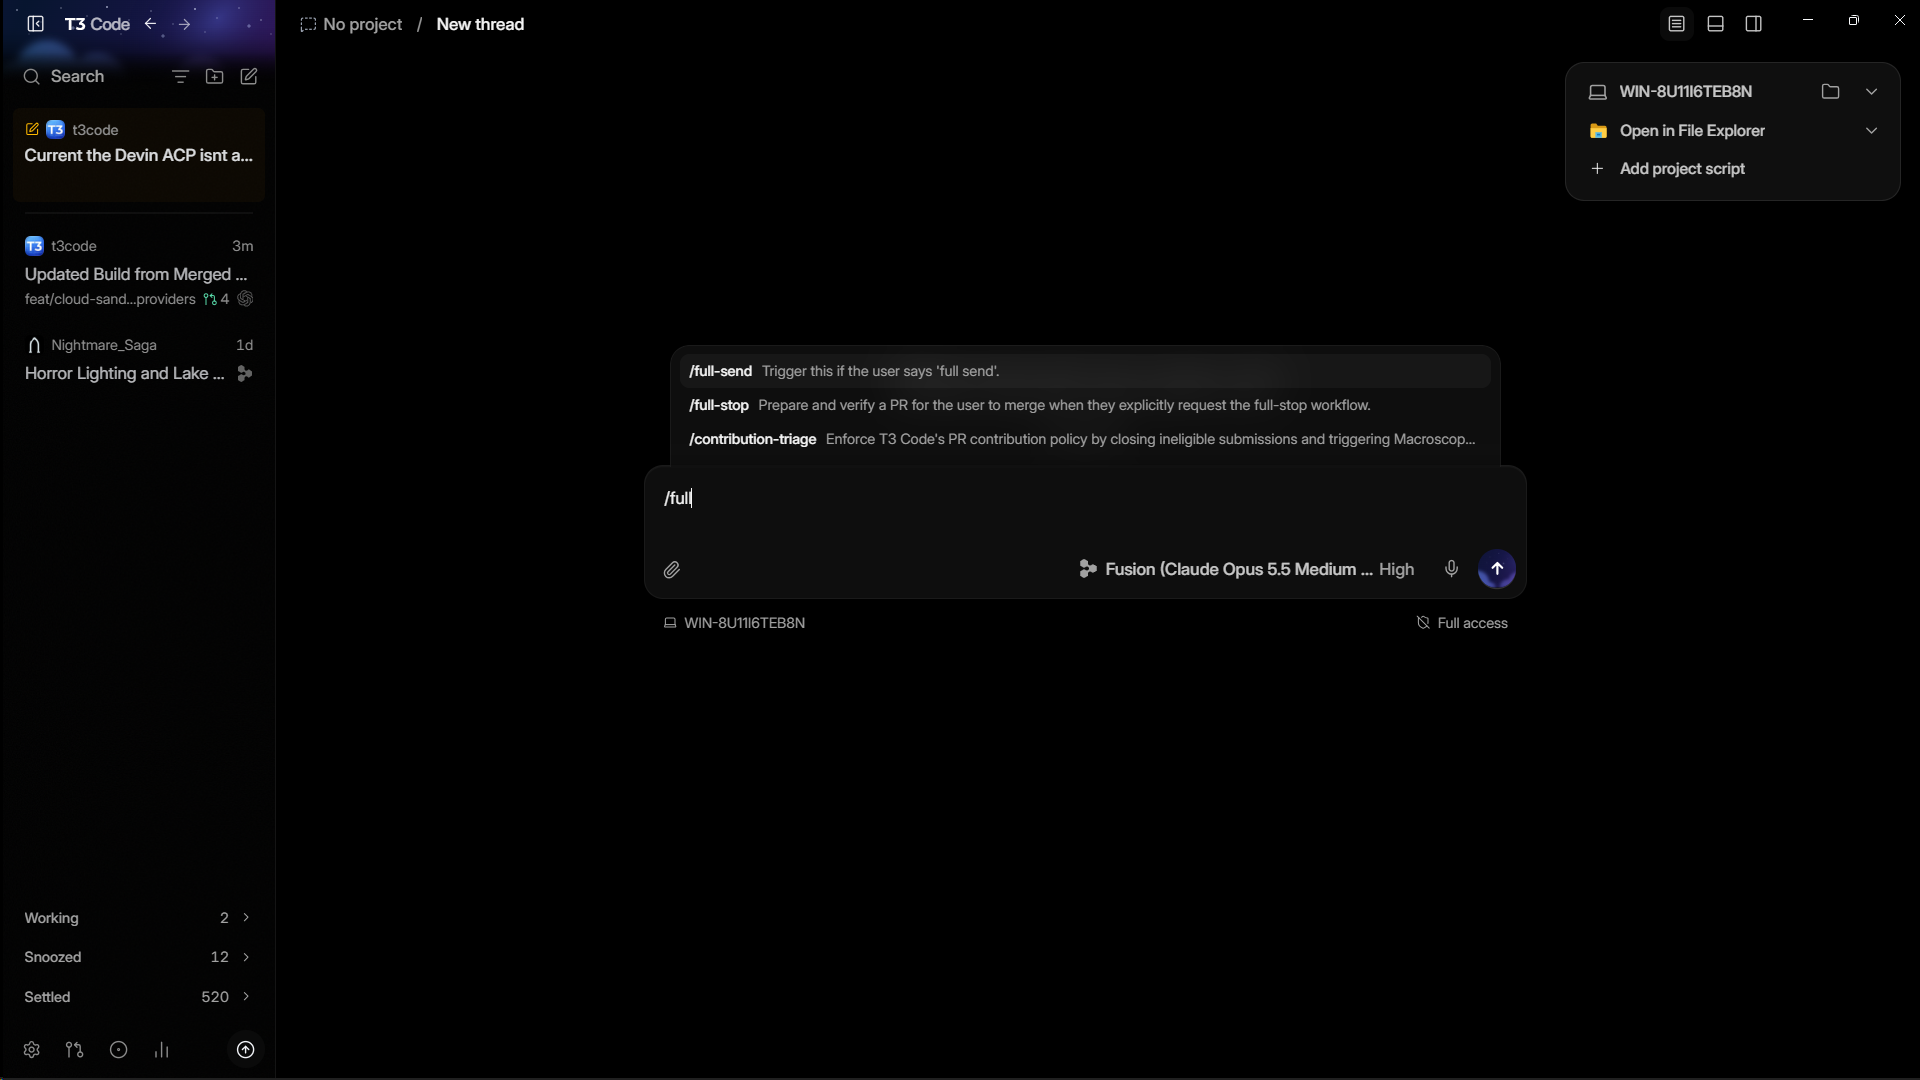 T3 Code
No project / New thread
Search
T3 t3code
Current the Devin ACP isnt a...
T3 t3code 3m
Updated Build from Merged ...
feat/cloud-sand...providers 4
Nightmare_Saga 1d
Horror Lighting and Lake ...
Working 2
Snoozed 12
Settled 520
WIN-8U11I6TEB8N
Open in File Explorer
Add project script
/full-send Trigger this if the user says 'full send'.
/full-stop Prepare and verify a PR for the user to merge when they explicitly request the full-stop workflow.
/contribution-triage Enforce T3 Code's PR contribution policy by closing ineligible submissions and triggering Macroscop...
/full
Fusion (Claude Opus 5.5 Medium ... High
WIN-8U11I6TEB8N
Full access